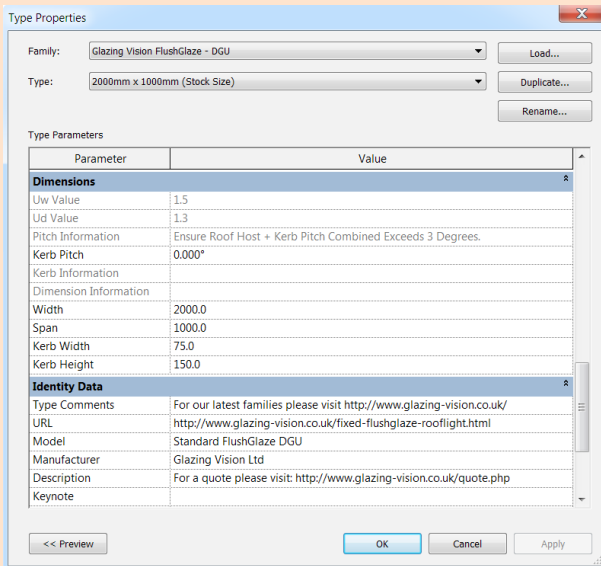 Type Properties
Family: Glazing Vision FlushGlaze - DGU Load...
Type: 2000mm x 1000mm (Stock Size) Duplicate...
Rename...
Type Parameters
Parameter Value
Dimensions
Uw Value 1.5
Ud Value 1.3
Pitch Information Ensure Roof Host + Kerb Pitch Combined Exceeds 3 Degrees.
Kerb Pitch 0.000°
Kerb Information
Dimension Information
Width 2000.0
Span 1000.0
Kerb Width 75.0
Kerb Height 150.0
Identity Data
Type Comments For our latest families please visit http://www.glazing-vision.co.uk/
URL http://www.glazing-vision.co.uk/fixed-flushglaze-rooflight.html
Model Standard FlushGlaze DGU
Manufacturer Glazing Vision Ltd
Description For a quote please visit: http://www.glazing-vision.co.uk/quote.php
Keynote
<< Preview OK Cancel Apply